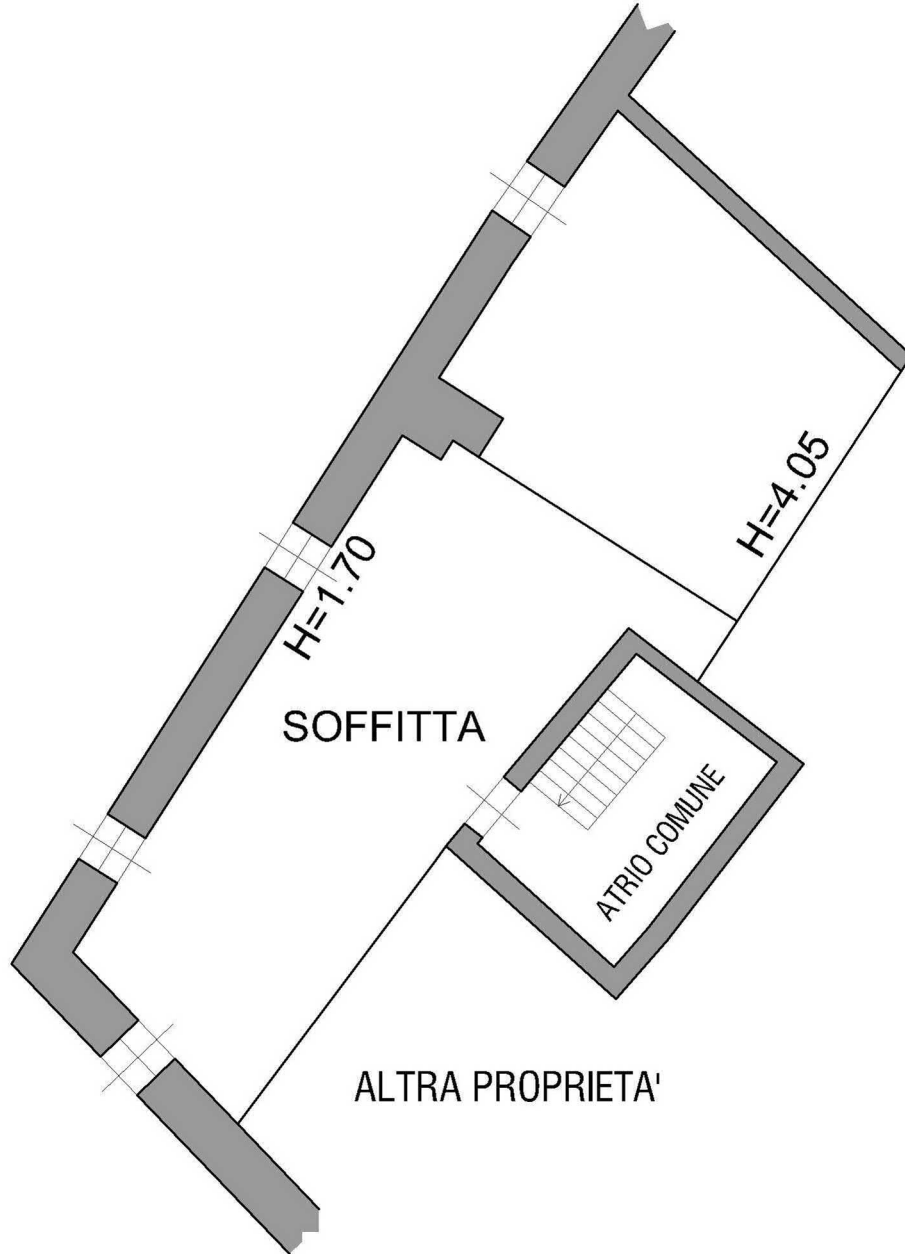 H=4.05
H=1.70
SOFFITTA
ATRIO COMUNE
ALTRA PROPRIETA'